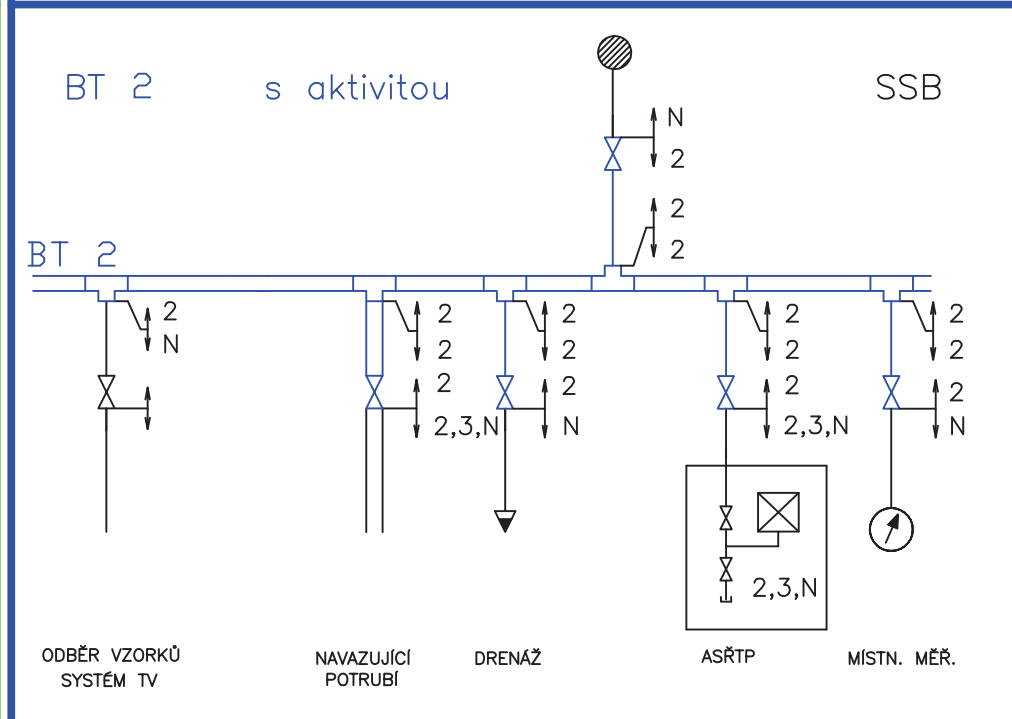 BT 2 s aktivitou SSB
N
2
2
2
BT 2
2
N
2
2
2
2,3,N
2
2
2
N
2
2
2
2,3,N
2
2
2
N
2,3,N
ODBĚR VZORKŮ
SYSTÉM TV
NAVAZUJÍCÍ
POTRUBÍ
DRENÁŽ
ASŘTP
MÍSTN. MĚŘ.